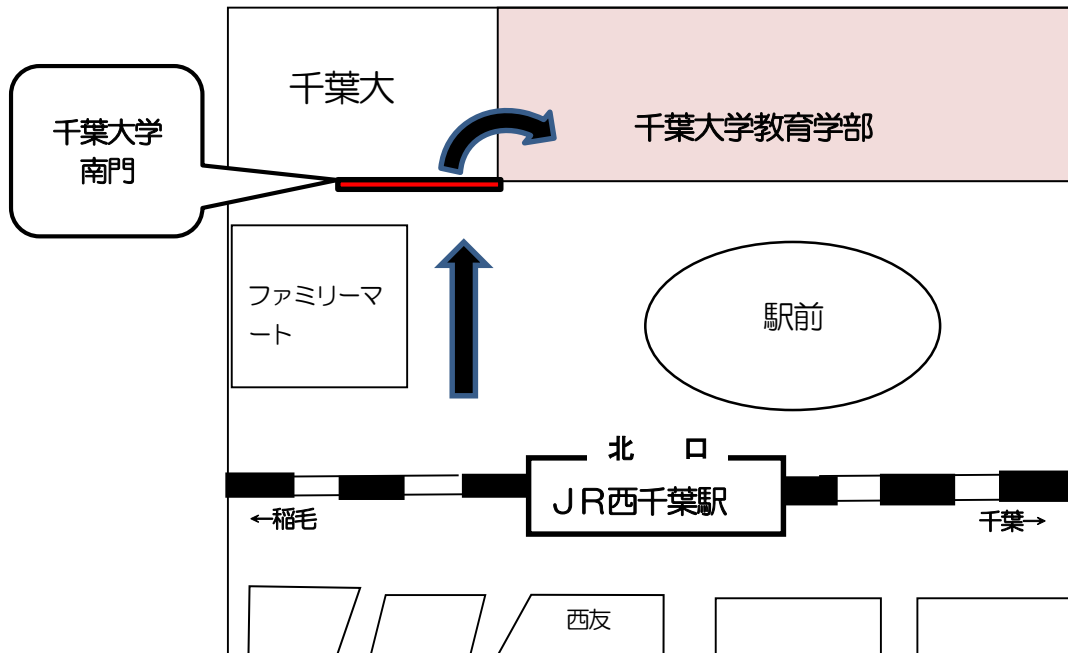 千葉大
千葉大学
南門
千葉大学教育学部
ファミリーマ
ート
駅前
北　口
ＪＲ西千葉駅
←稲毛
千葉→
西友